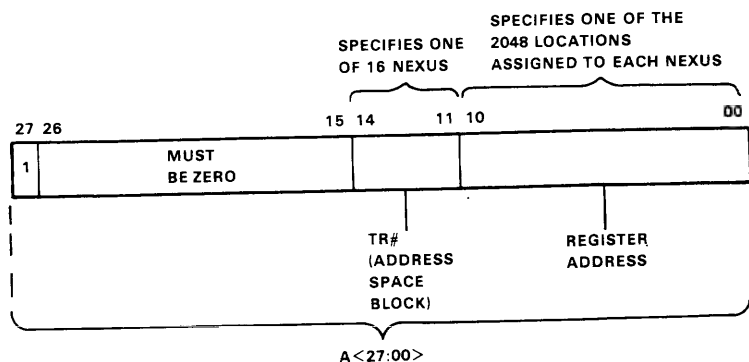 SPECIFIES ONE
OF 16 NEXUS
SPECIFIES ONE OF THE
2048 LOCATIONS
ASSIGNED TO EACH NEXUS
27 26 15 14 11 10 00
1
MUST
BE ZERO
TR#
(ADDRESS
SPACE
BLOCK)
REGISTER
ADDRESS
A<27:00>